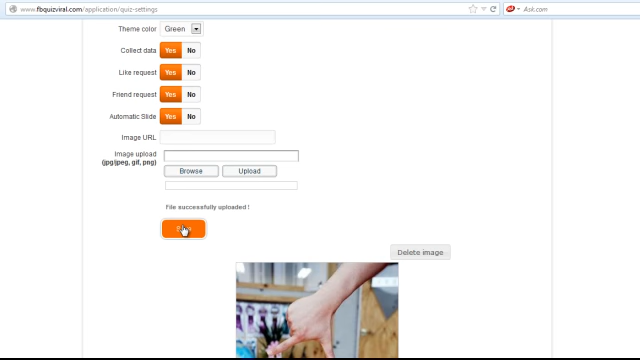 www.fbquizviral.com/application/quiz-settings
Ask.com
Theme color Green
Collect data Yes No
Like request Yes No
Friend request Yes No
Automatic Slide Yes No
Image URL
Image upload
(jpg/jpeg, gif, png)
Browse Upload
File successfully uploaded !
Delete image